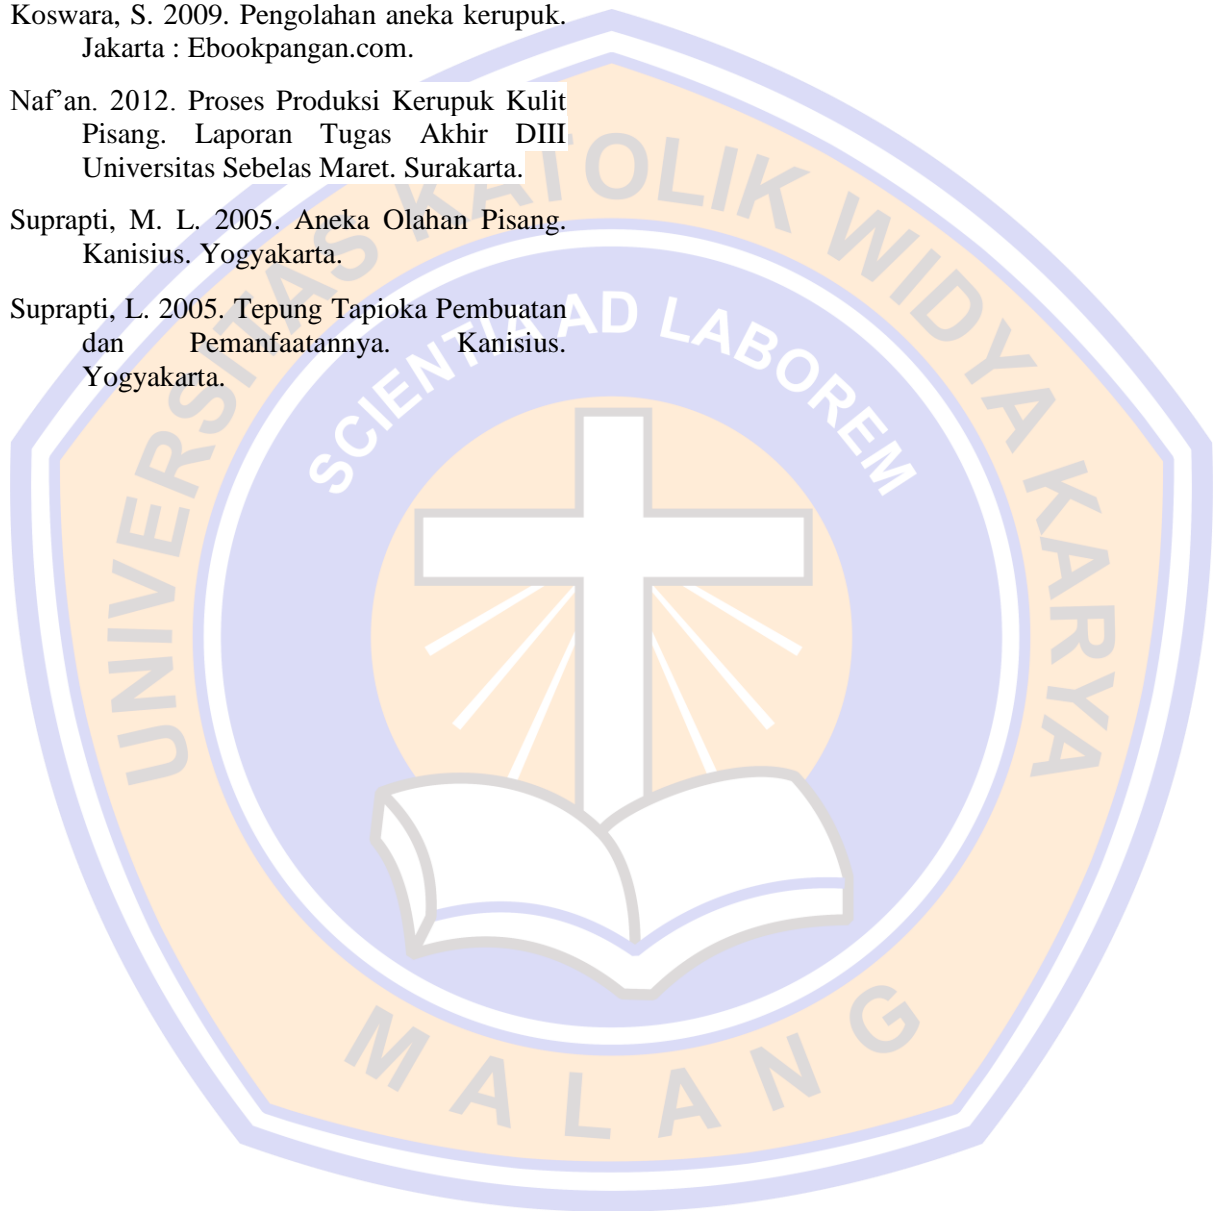 Koswara, S. 2009. Pengolahan aneka kerupuk.
Jakarta : Ebookpangan.com.
Naf’an. 2012. Proses Produksi Kerupuk Kulit
Pisang. Laporan Tugas Akhir DIII
Universitas Sebelas Maret. Surakarta.
Suprapti, M. L. 2005. Aneka Olahan Pisang.
Kanisius. Yogyakarta.
Suprapti, L. 2005. Tepung Tapioka Pembuatan
dan Pemanfaatannya. Kanisius.
Yogyakarta.
UNIVERSITAS KATOLIK WIDYA KARYA
SCIENTIA AD LABOREM
MALANG